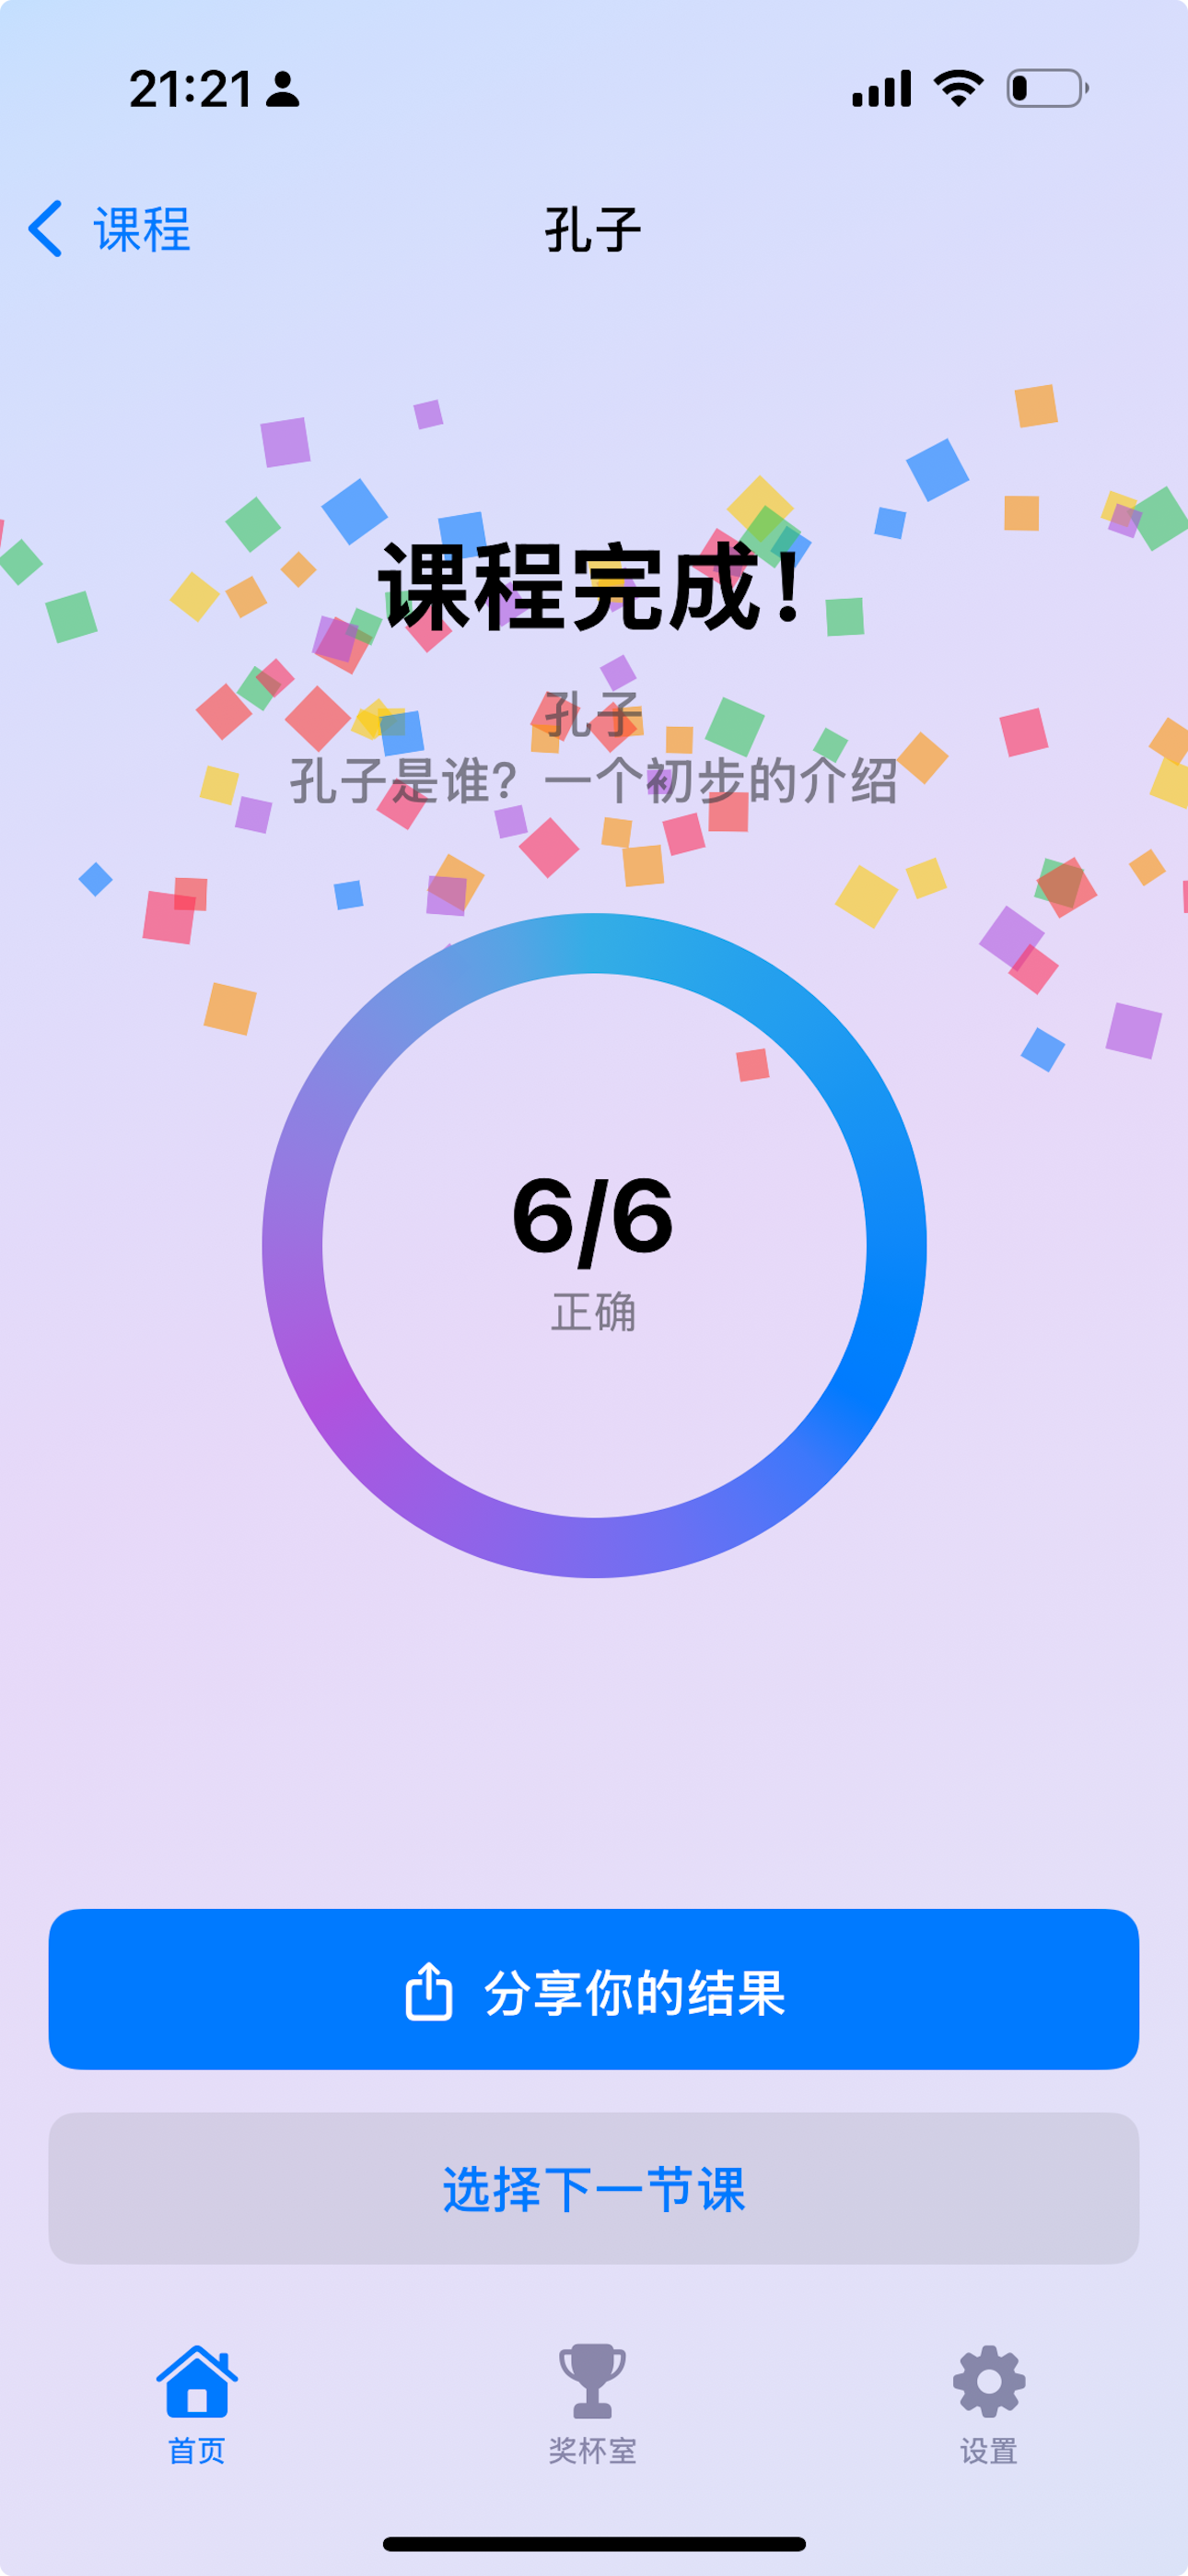 21:21
课程
孔子
课程完成！
孔子
孔子是谁？一个初步的介绍
6/6
正确
分享你的结果
选择下一节课
首页
奖杯室
设置